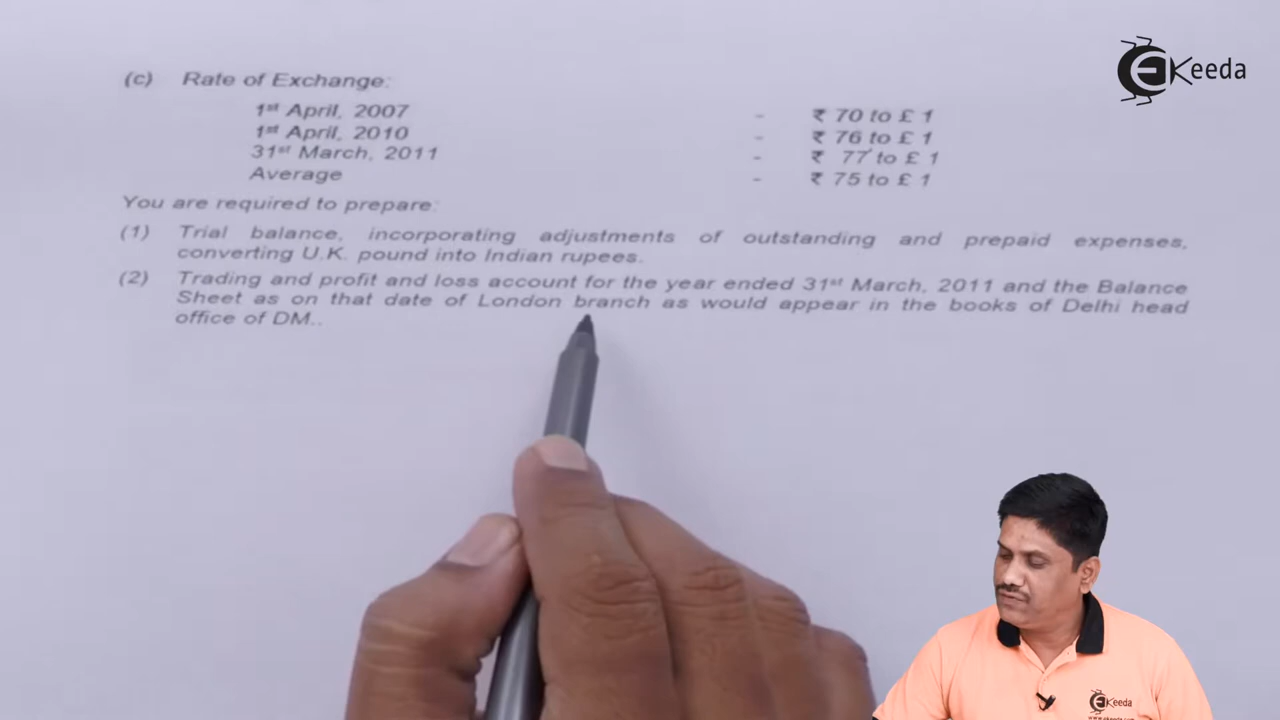 (c) Rate of Exchange:
1st April, 2007 - ₹ 70 to £ 1
1st April, 2010 - ₹ 76 to £ 1
31st March, 2011 - ₹ 77 to £ 1
Average - ₹ 75 to £ 1
You are required to prepare:
(1) Trial balance, incorporating adjustments of outstanding and prepaid expenses,
converting U.K. pound into Indian rupees.
(2) Trading and profit and loss account for the year ended 31st March, 2011 and the Balance
Sheet as on that date of London branch as would appear in the books of Delhi head
office of DM..
EKeeda
EKeeda